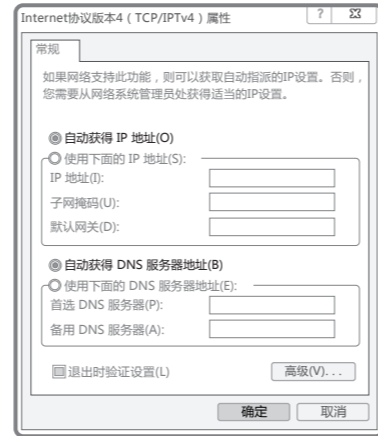 Internet协议版本4（TCP/IPTv4）属性
常规
如果网络支持此功能，则可以获取自动指派的IP设置。否则，
您需要从网络系统管理员处获得适当的IP设置。
自动获得 IP 地址(O)
使用下面的 IP 地址(S):
IP 地址(I):
子网掩码(U):
默认网关(D):
自动获得 DNS 服务器地址(B)
使用下面的 DNS 服务器地址(E):
首选 DNS 服务器(P):
备用 DNS 服务器(A):
退出时验证设置(L)
高级(V)...
确定 取消